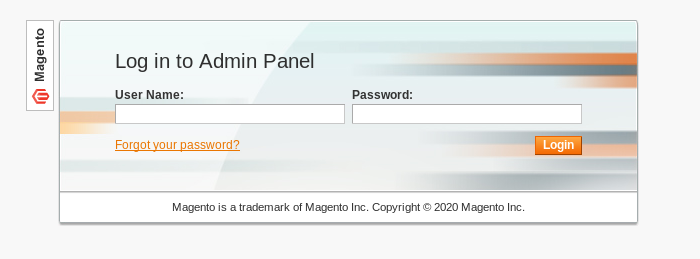 Magento
Log in to Admin Panel
User Name:
Password:
Forgot your password?
Login
Magento is a trademark of Magento Inc. Copyright © 2020 Magento Inc.